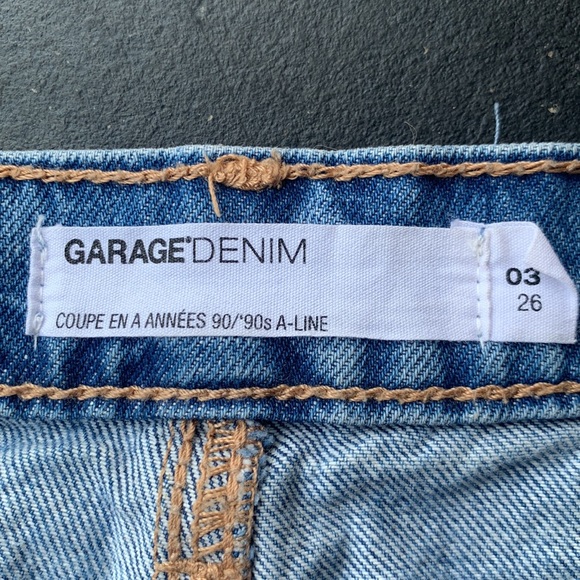 GARAGE®DENIM
COUPE EN A ANNÉES 90/'90s A-LINE
03
26